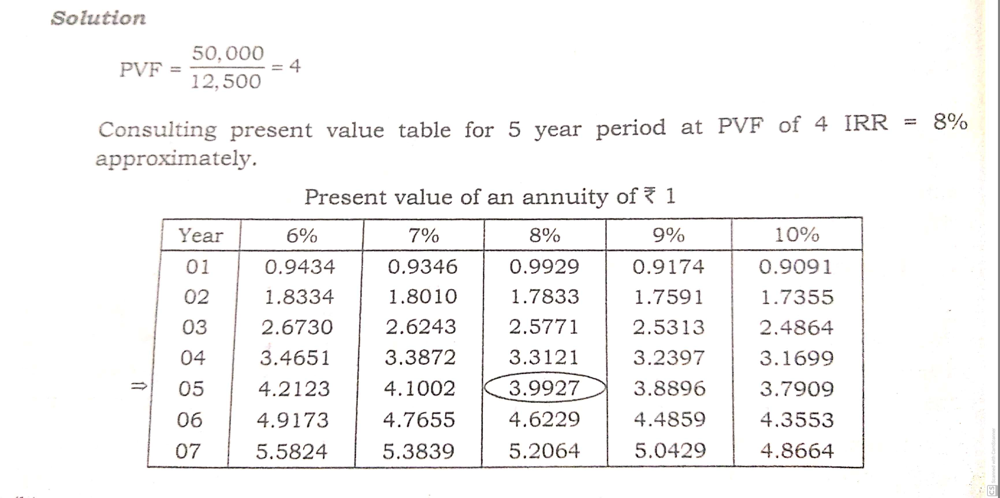 Solution
PVF = 50,000 / 12,500 = 4
Consulting present value table for 5 year period at PVF of 4 IRR = 8%
approximately.
Present value of an annuity of ₹ 1
Year 6% 7% 8% 9% 10%
01 0.9434 0.9346 0.9929 0.9174 0.9091
02 1.8334 1.8010 1.7833 1.7591 1.7355
03 2.6730 2.6243 2.5771 2.5313 2.4864
04 3.4651 3.3872 3.3121 3.2397 3.1699
⇒ 05 4.2123 4.1002 3.9927 3.8896 3.7909
06 4.9173 4.7655 4.6229 4.4859 4.3553
07 5.5824 5.3839 5.2064 5.0429 4.8664
CS Scanned with CamScanner